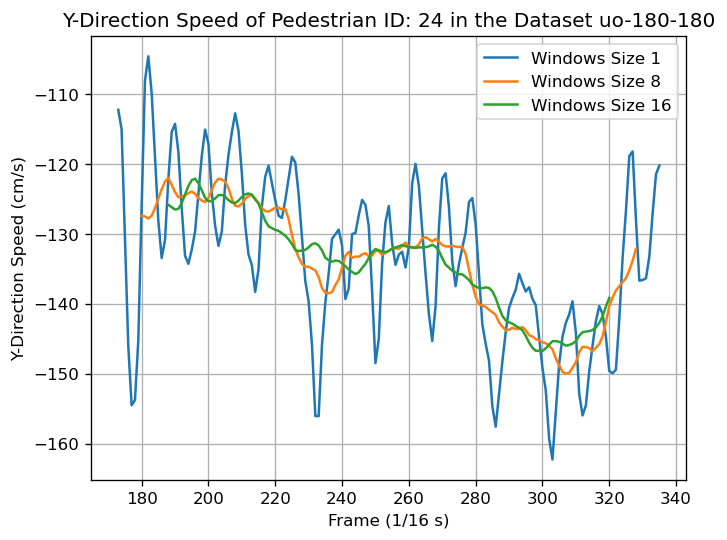 Y-Direction Speed of Pedestrian ID: 24 in the Dataset uo-180-180
Windows Size 1
Windows Size 8
Windows Size 16
Y-Direction Speed (cm/s)
−110
−120
−130
−140
−150
−160
180 200 220 240 260 280 300 320 340
Frame (1/16 s)